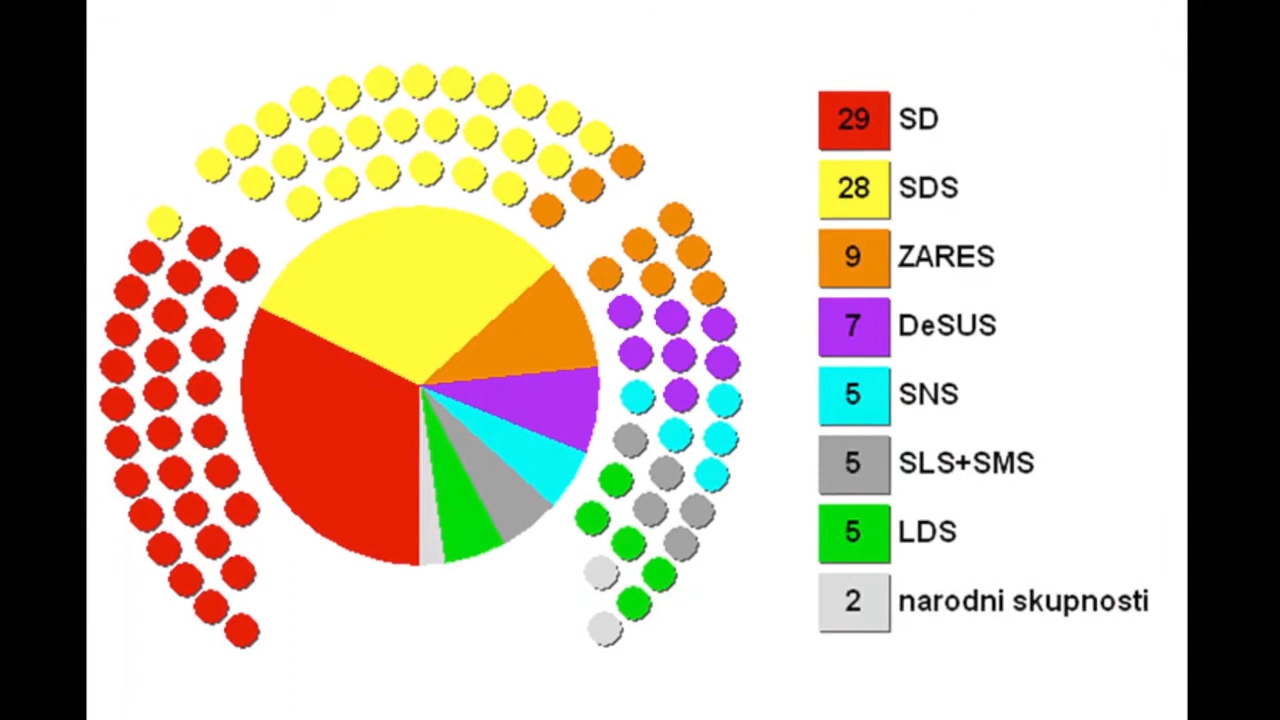 29 SD
28 SDS
9 ZARES
7 DeSUS
5 SNS
5 SLS+SMS
5 LDS
2 narodni skupnosti